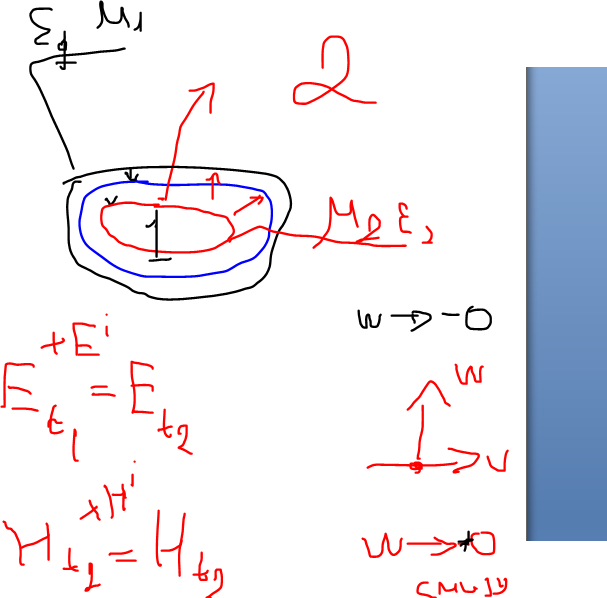 ε₁ μ₁
2
μ₂ ε₂
1
w → -0
+Eⁱ
E_t₁ = E_t₂
w
v
+Hⁱ
H_t₁ = H_t₂
w → +0